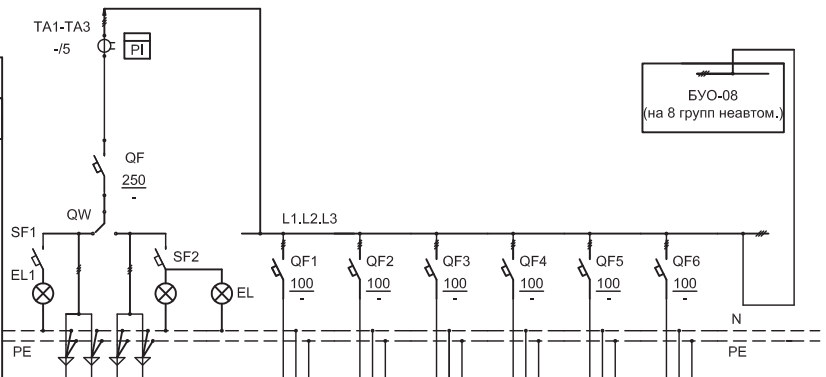 TA1-TA3
-/5
PI
БУО-08
(на 8 групп неавтом.)
QF
250
-
QW
L1.L2.L3
SF1
SF2
EL1
EL
QF1
100
-
QF2
100
-
QF3
100
-
QF4
100
-
QF5
100
-
QF6
100
-
N
PE
PE